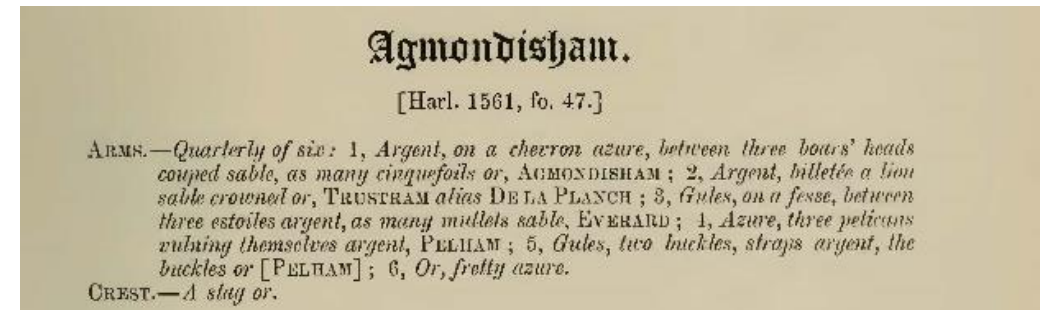 Agmondisham.
[Harl. 1561, fo. 47.]
ARMS.—Quarterly of six: 1, Argent, on a chevron azure, between three boars' heads
couped sable, as many cinquefoils or, AGMONDISHAM; 2, Argent, billetée a lion
sable crowned or, TRUSTRAM alias DE LA PLANCH; 3, Gules, on a fesse, between
three estoiles argent, as many mullets sable, EVERARD; 4, Azure, three pelicans
vulning themselves argent, PELHAM; 5, Gules, two buckles, straps argent, the
buckles or [PELHAM]; 6, Or, fretty azure.
CREST.—A stag or.